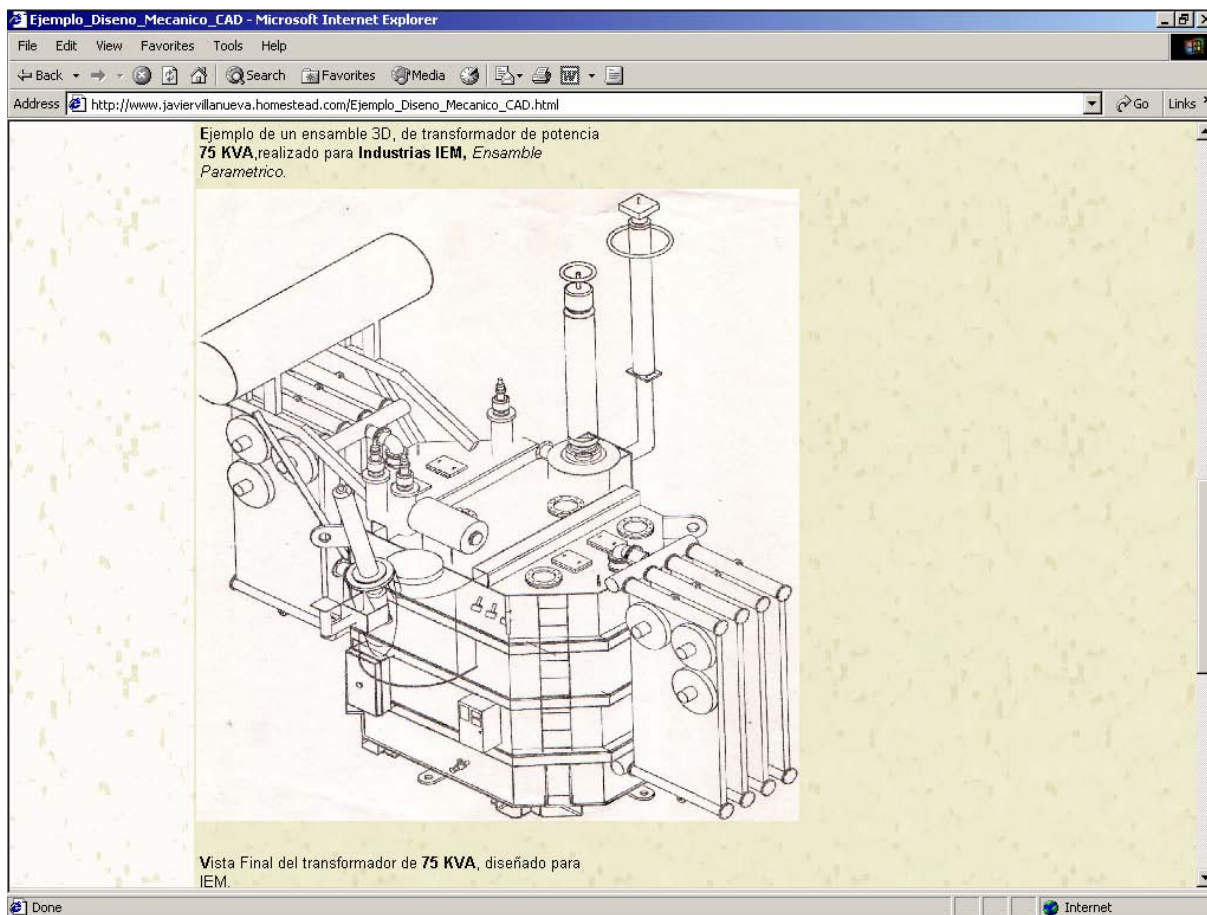 Ejemplo_Diseno_Mecanico_CAD - Microsoft Internet Explorer
File Edit View Favorites Tools Help
Back Search Favorites Media
Address http://www.javiervillanueva.homestead.com/Ejemplo_Diseno_Mecanico_CAD.html Go Links
Ejemplo de un ensamble 3D, de transformador de potencia
75 KVA,realizado para Industrias IEM, Ensamble
Parametrico.
Vista Final del transformador de 75 KVA, diseñado para
IEM.
Done Internet